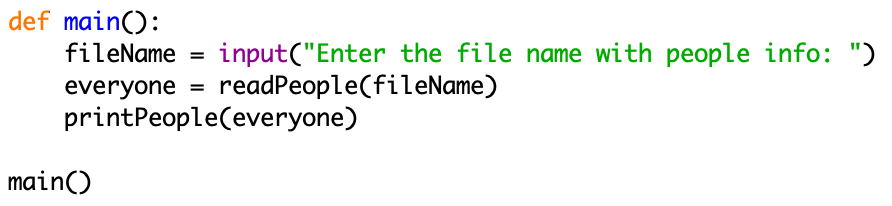 def main():
    fileName = input("Enter the file name with people info: ")
    everyone = readPeople(fileName)
    printPeople(everyone)

main()